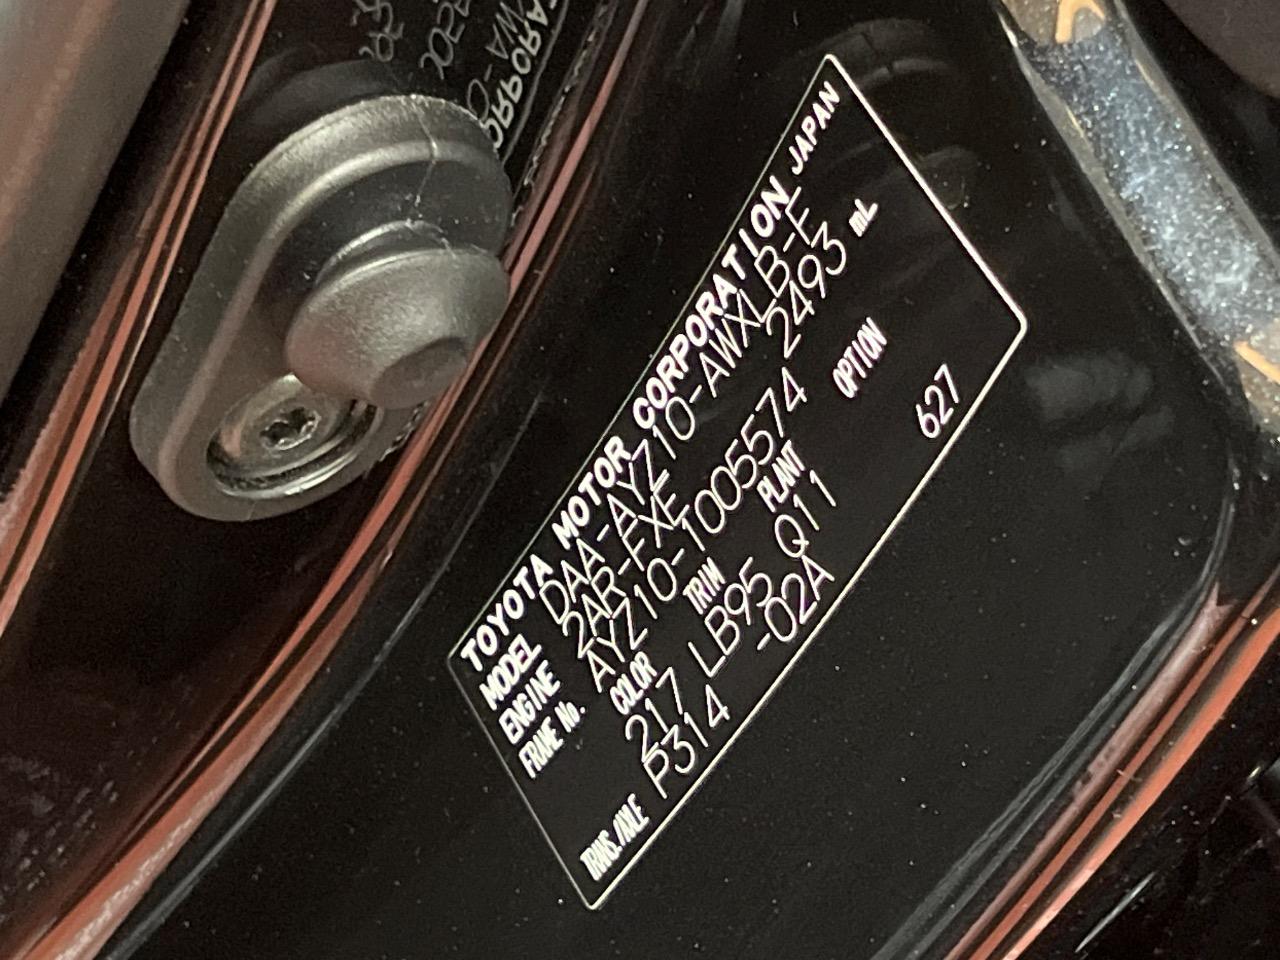 TOYOTA MOTOR CORPORATION JAPAN
MODEL DAA-AYZ10-AWXLB-E
ENGINE 2AR-FXE 2493 mL
FRAME No. AYZ10-1005574
COLOR TRIM PLANT OPTION
217 LB95 Q11 627
TRNS./AXLE P314 -02A